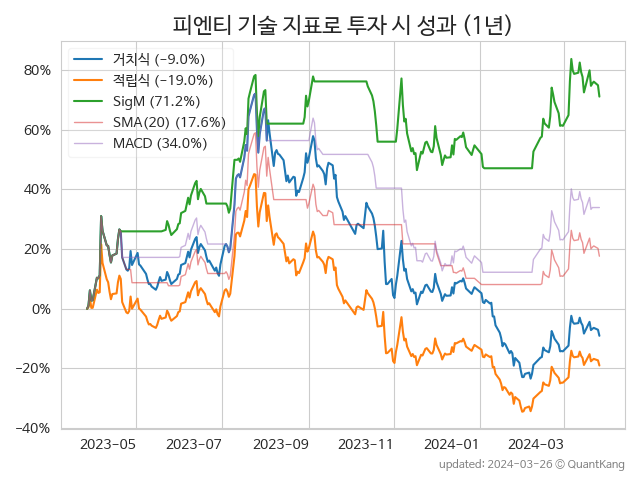 피엔티 기술 지표로 투자 시 성과 (1년)
거치식 (−9.0%)
적립식 (−19.0%)
SigM (71.2%)
SMA(20) (17.6%)
MACD (34.0%)
80%
60%
40%
20%
0%
−20%
−40%
2023-05 2023-07 2023-09 2023-11 2024-01 2024-03
updated: 2024-03-26 © QuantKang